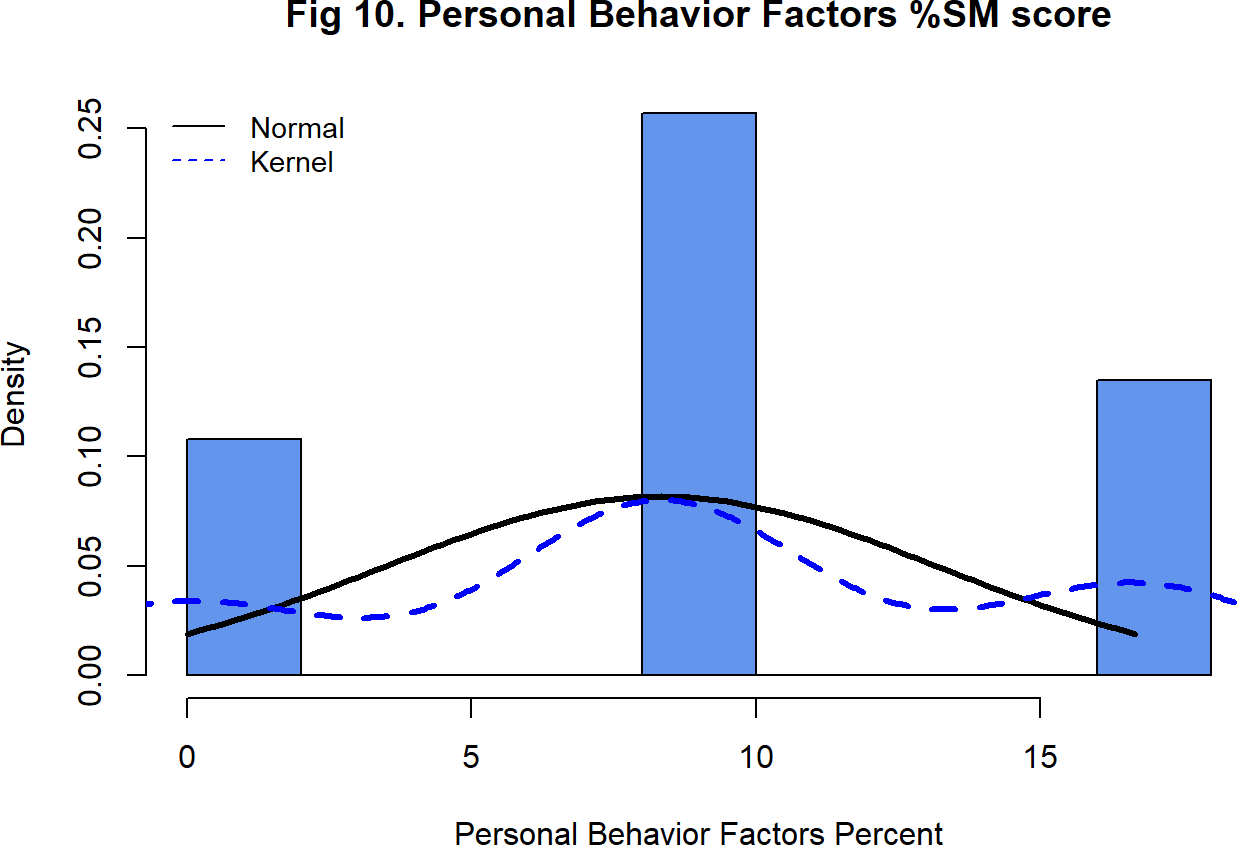 Fig 10. Personal Behavior Factors %SM score
Normal
Kernel
Density
0.25
0.20
0.15
0.10
0.05
0.00
0 5 10 15
Personal Behavior Factors Percent